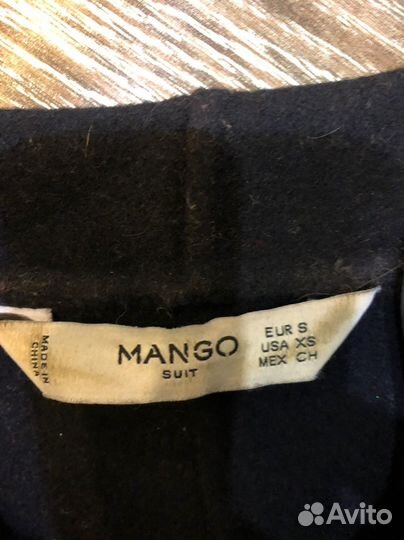 MADE IN
CHINA
MANGO
SUIT
EUR S
USA XS
MEX CH
Avito